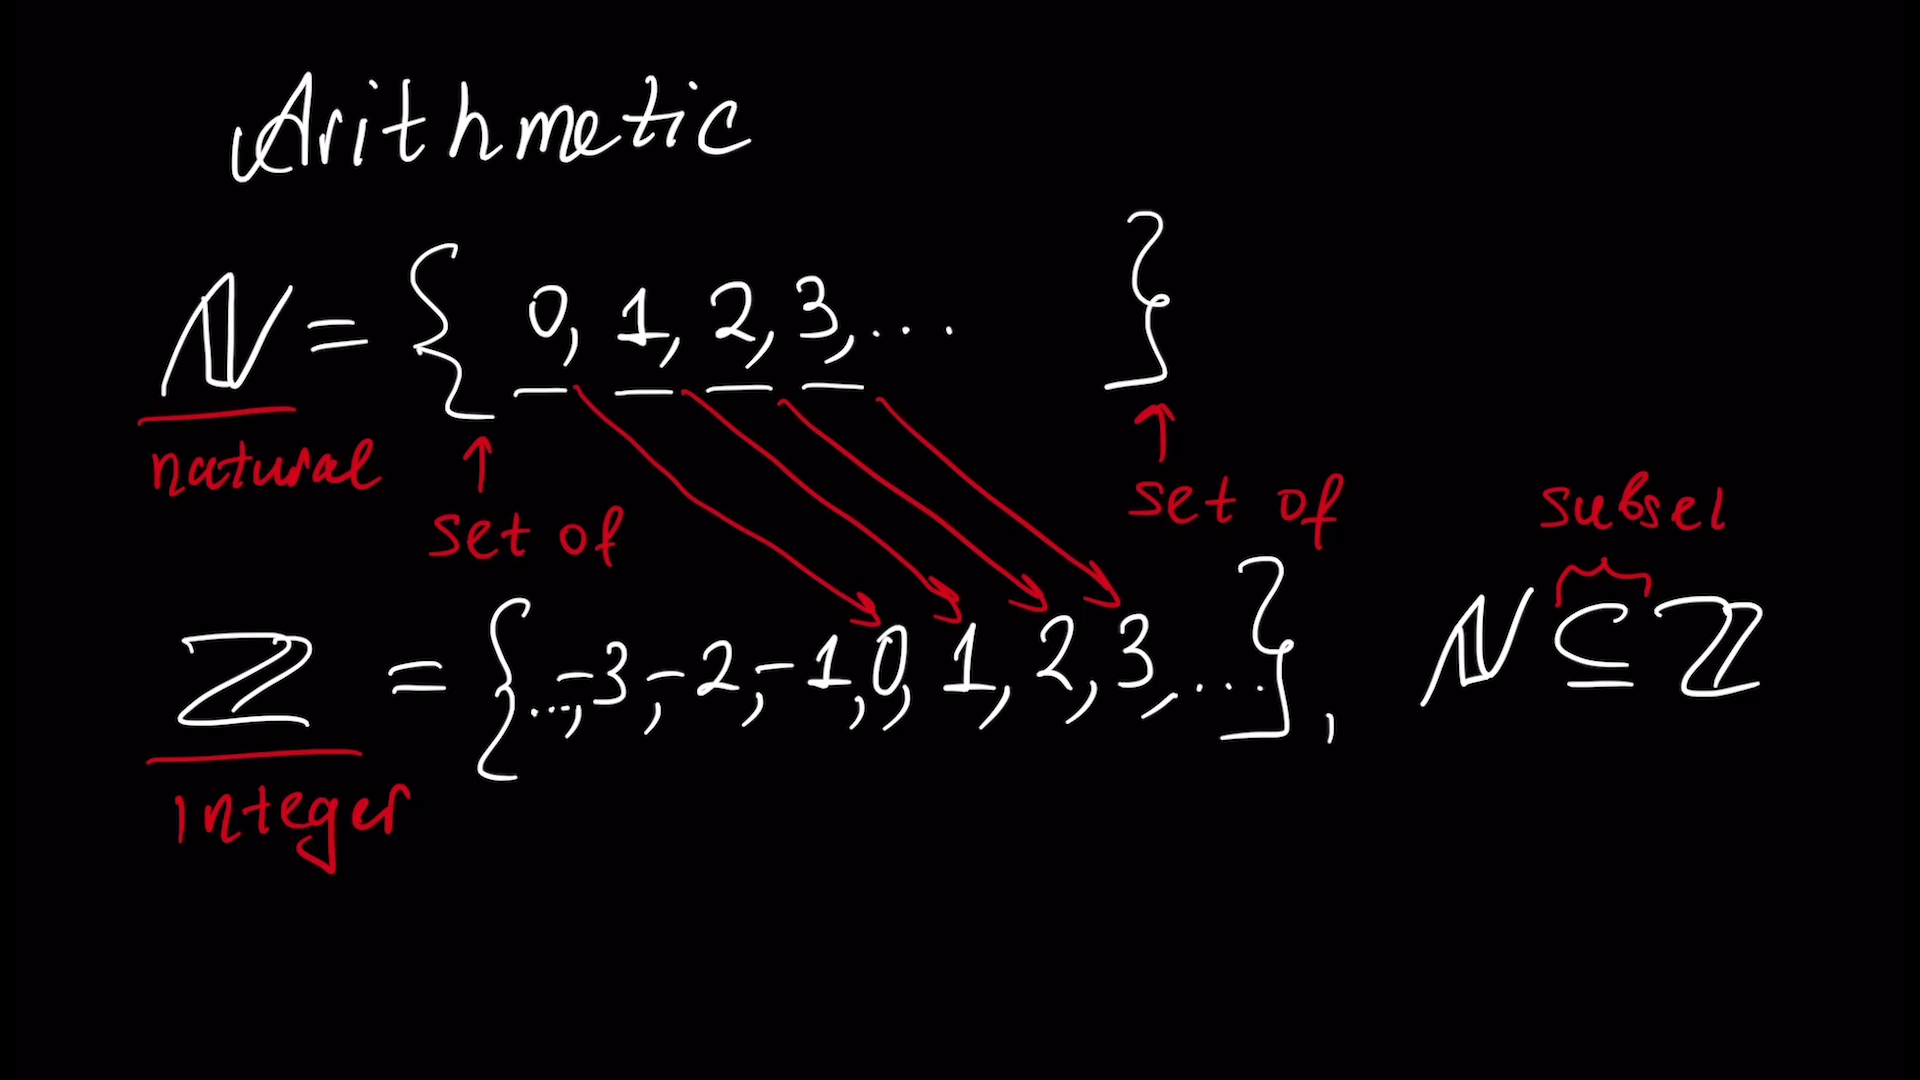 Arithmetic
ℕ = { 0, 1, 2, 3, ... }
natural
set of
set of
subset
ℤ = {..., -3, -2, -1, 0, 1, 2, 3, ...}, ℕ ⊆ ℤ
integer